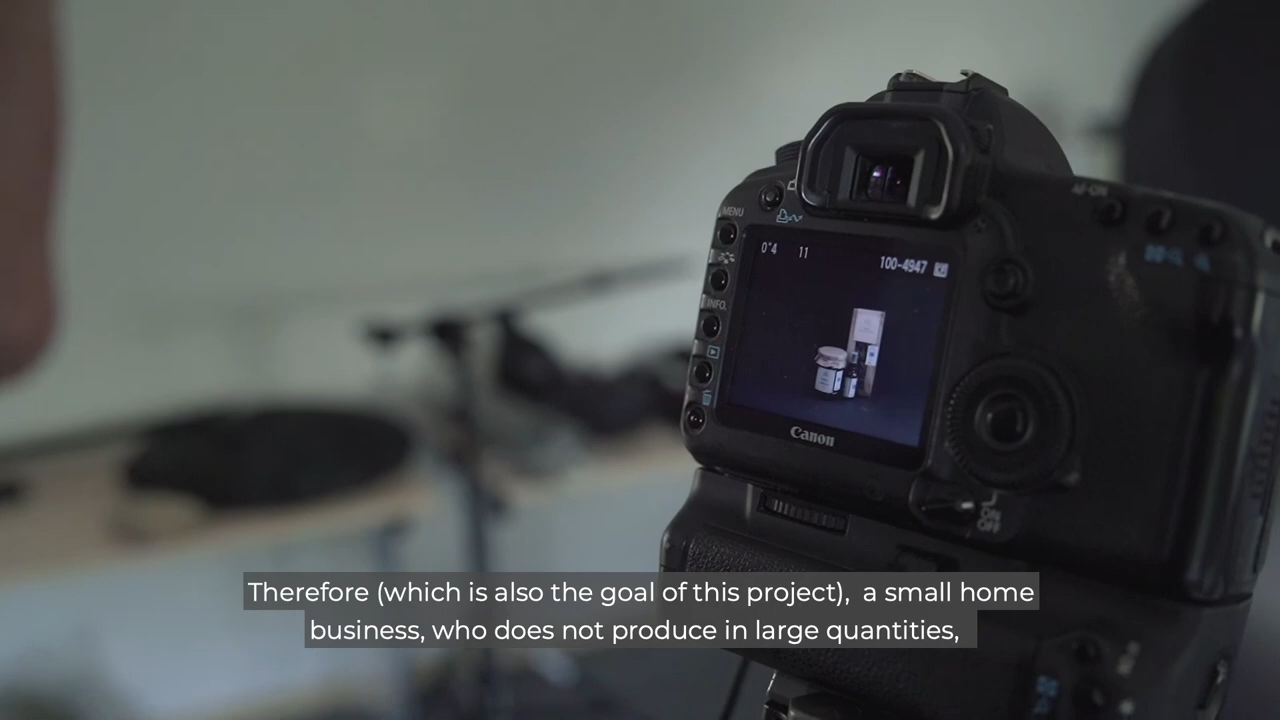 AF-ON
MENU
0"4 11 100-4947
INFO.
Canon
OFF
Therefore (which is also the goal of this project),  a small home
business, who does not produce in large quantities,